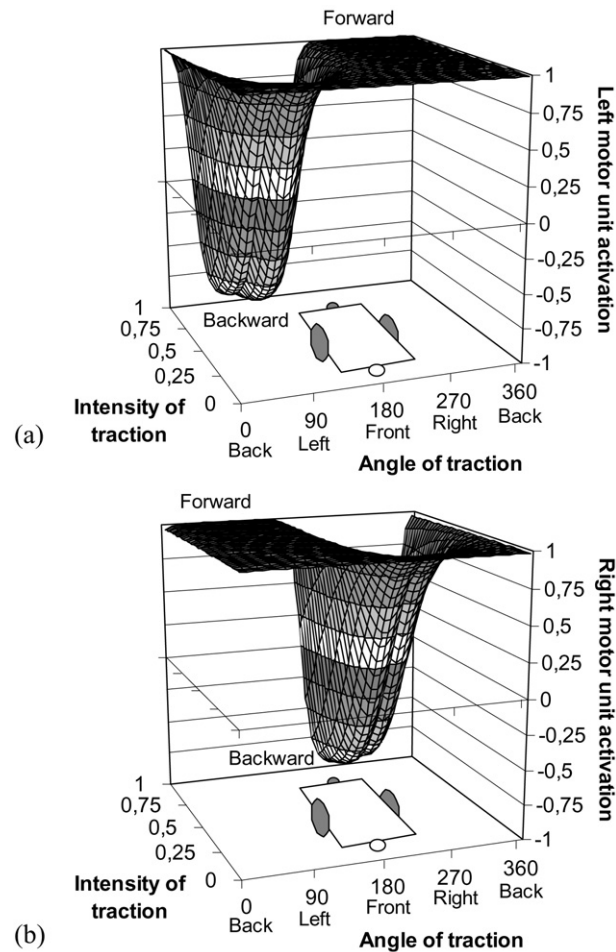 Forward
1
0,75
0,5
0,25
0
-0,25
-0,5
-0,75
-1
Left motor unit activation
Backward
1
0,75
0,5
0,25
0
Intensity of
traction
0 90 180 270 360
Back Left Front Right Back
Angle of traction
(a)
Forward
1
0,75
0,5
0,25
0
-0,25
-0,5
-0,75
-1
Right motor unit activation
Backward
1
0,75
0,5
0,25
0
Intensity of
traction
0 90 180 270 360
Back Left Front Right Back
Angle of traction
(b)